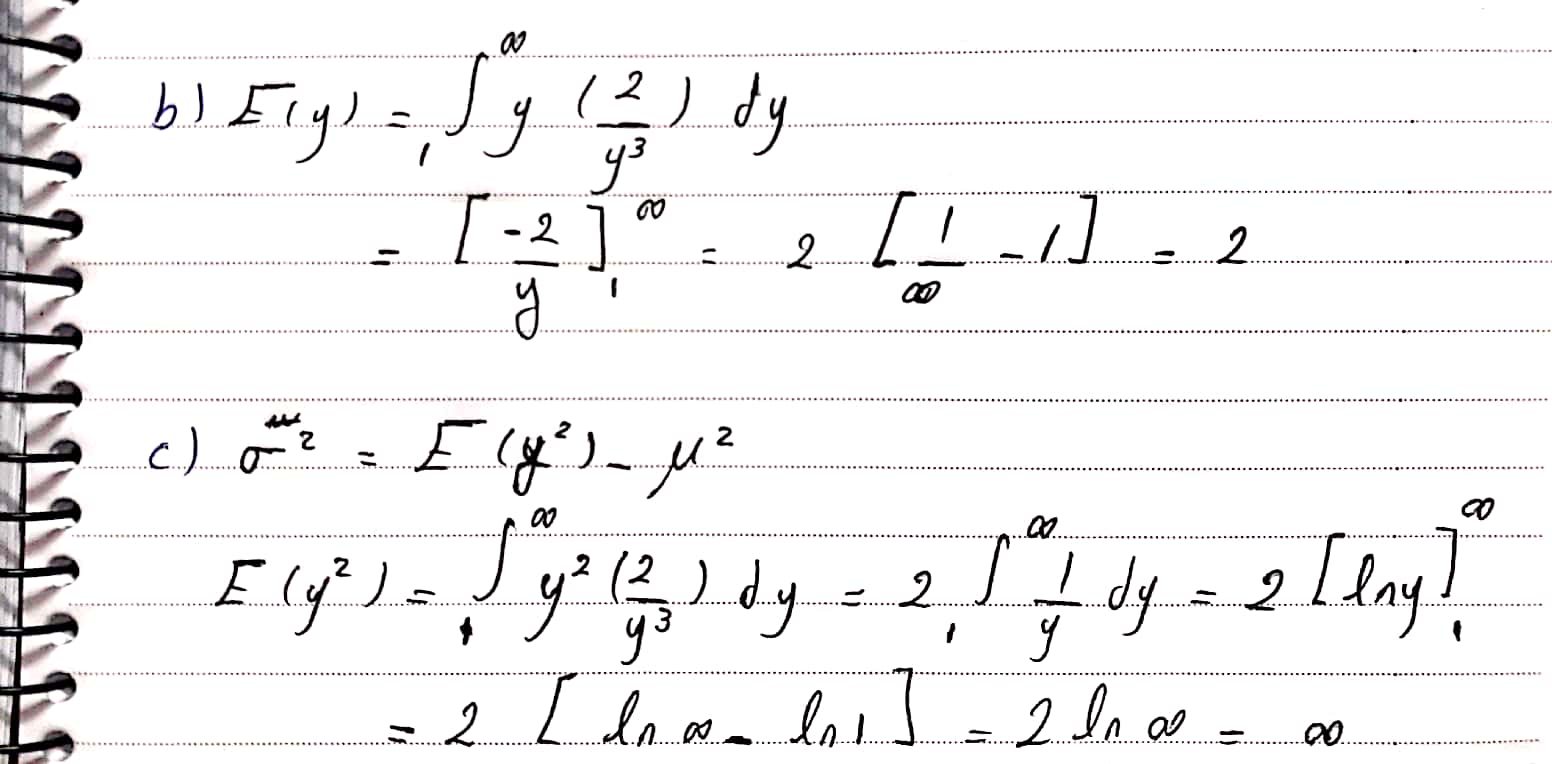 b) E(y) = ₁∫^∞ y (2/y³) dy
= [-2/y]₁^∞ = 2 [1/∞ - 1] = 2
c) σ² = E(y²) - μ²
E(y²) = ₁∫^∞ y² (2/y³) dy = 2 ₁∫^∞ 1/y dy = 2 [ln y]₁^∞
= 2 [ln ∞ - ln 1] = 2 ln ∞ = ∞